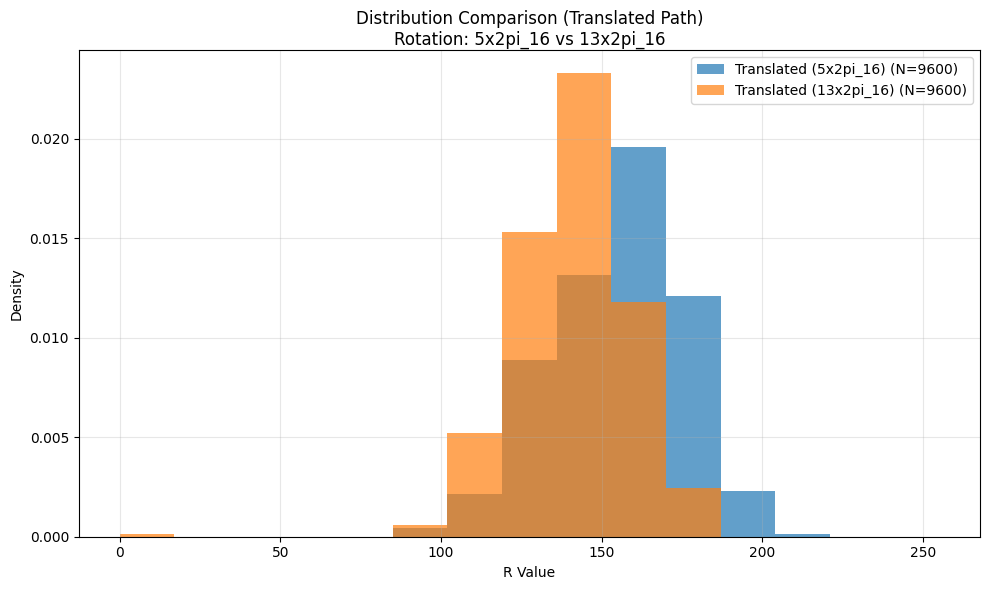 Distribution Comparison (Translated Path)
Rotation: 5x2pi_16 vs 13x2pi_16
Translated (5x2pi_16) (N=9600)
Translated (13x2pi_16) (N=9600)
Density
0.020
0.015
0.010
0.005
0.000
0 50 100 150 200 250
R Value